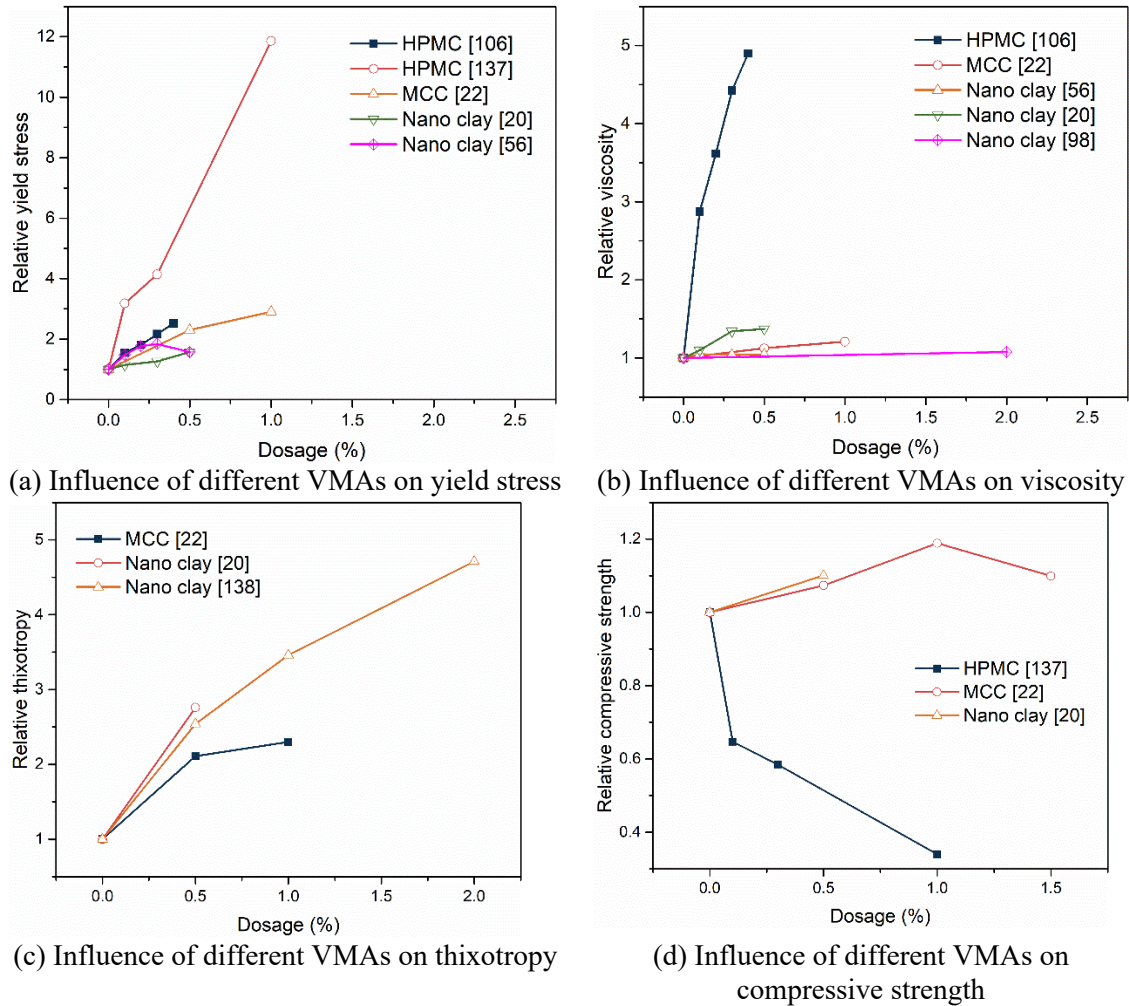 12
10
8
6
4
2
0
Relative yield stress
HPMC [106]
HPMC [137]
MCC [22]
Nano clay [20]
Nano clay [56]
0.0 0.5 1.0 1.5 2.0 2.5
Dosage (%)
(a) Influence of different VMAs on yield stress
5
4
3
2
1
Relative viscosity
HPMC [106]
MCC [22]
Nano clay [56]
Nano clay [20]
Nano clay [98]
0.0 0.5 1.0 1.5 2.0 2.5
Dosage (%)
(b) Influence of different VMAs on viscosity
5
4
3
2
1
Relative thixotropy
MCC [22]
Nano clay [20]
Nano clay [138]
0.0 0.5 1.0 1.5 2.0
Dosage (%)
(c) Influence of different VMAs on thixotropy
1.2
1.0
0.8
0.6
0.4
Relative compressive strength
HPMC [137]
MCC [22]
Nano clay [20]
0.0 0.5 1.0 1.5
Dosage (%)
(d) Influence of different VMAs on
compressive strength